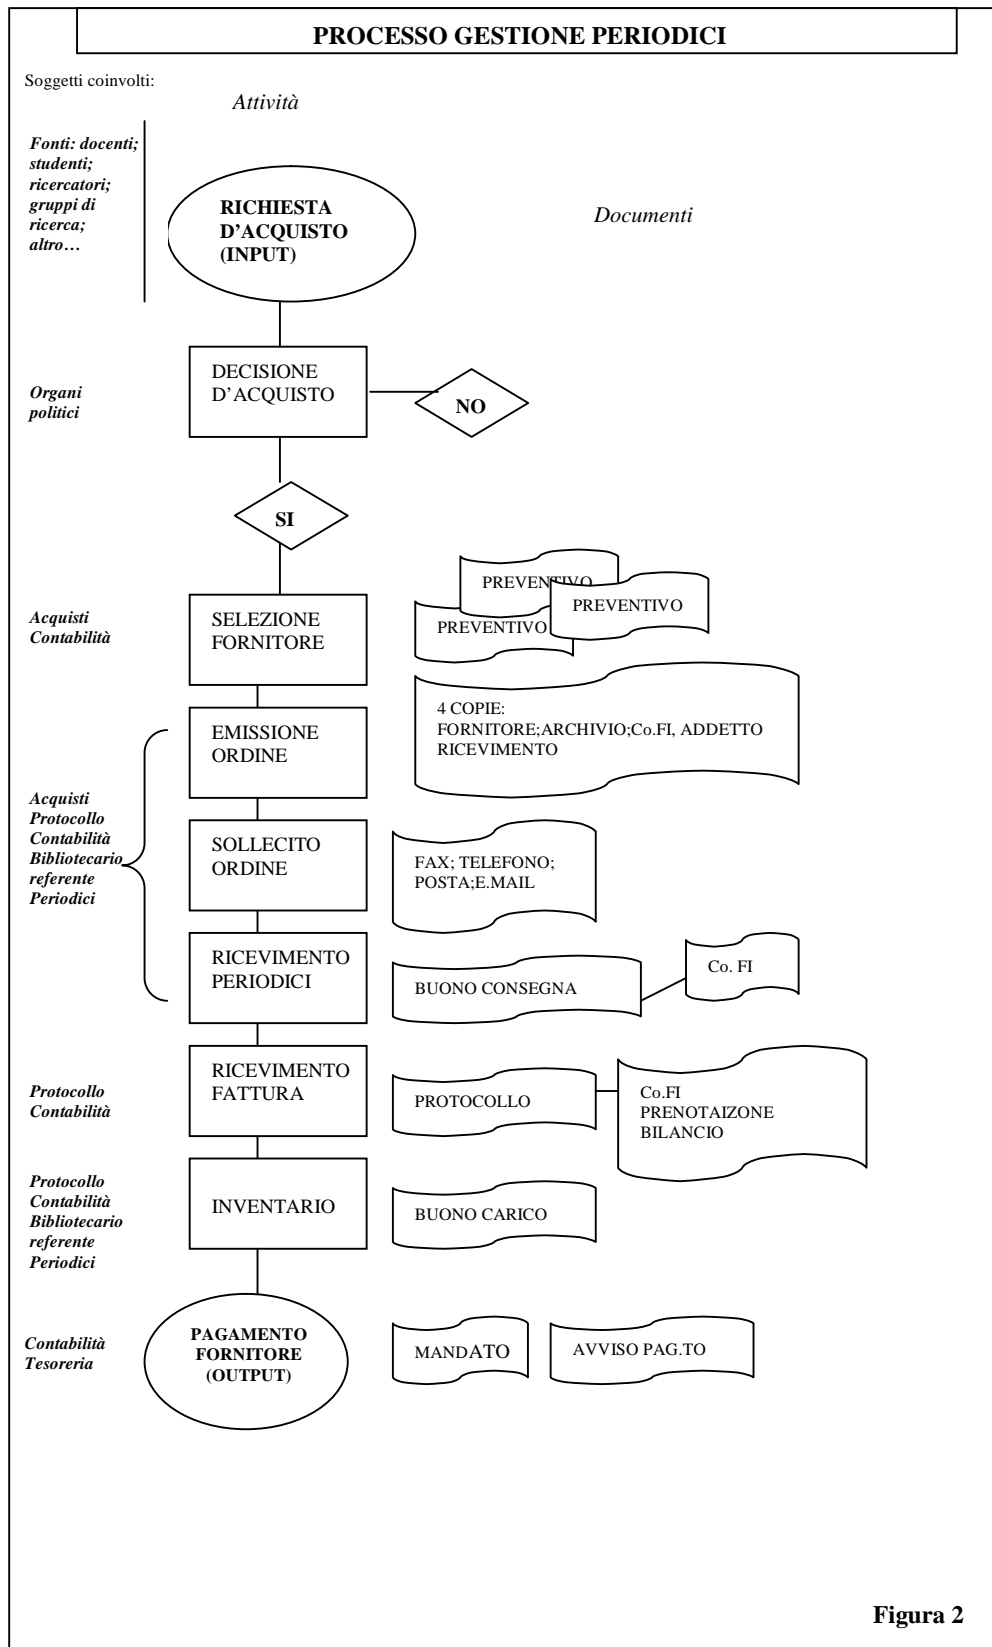 PROCESSO GESTIONE PERIODICI
Soggetti coinvolti:
Attività
Fonti: docenti;
studenti;
ricercatori;
gruppi di
ricerca;
altro…
RICHIESTA
D'ACQUISTO
(INPUT)
Documenti
DECISIONE
D'ACQUISTO
Organi
politici
NO
SI
PREVENTIVO
PREVENTIVO
PREVENTIVO
Acquisti
Contabilità
SELEZIONE
FORNITORE
EMISSIONE
ORDINE
4 COPIE:
FORNITORE;ARCHIVIO;Co.FI, ADDETTO
RICEVIMENTO
Acquisti
Protocollo
Contabilità
Bibliotecario
referente
Periodici
SOLLECITO
ORDINE
FAX; TELEFONO;
POSTA;E.MAIL
RICEVIMENTO
PERIODICI
BUONO CONSEGNA
Co. FI
RICEVIMENTO
FATTURA
Protocollo
Contabilità
PROTOCOLLO
Co.FI
PRENOTAIZONE
BILANCIO
Protocollo
Contabilità
Bibliotecario
referente
Periodici
INVENTARIO
BUONO CARICO
Contabilità
Tesoreria
PAGAMENTO
FORNITORE
(OUTPUT)
MANDATO
AVVISO PAG.TO
Figura 2